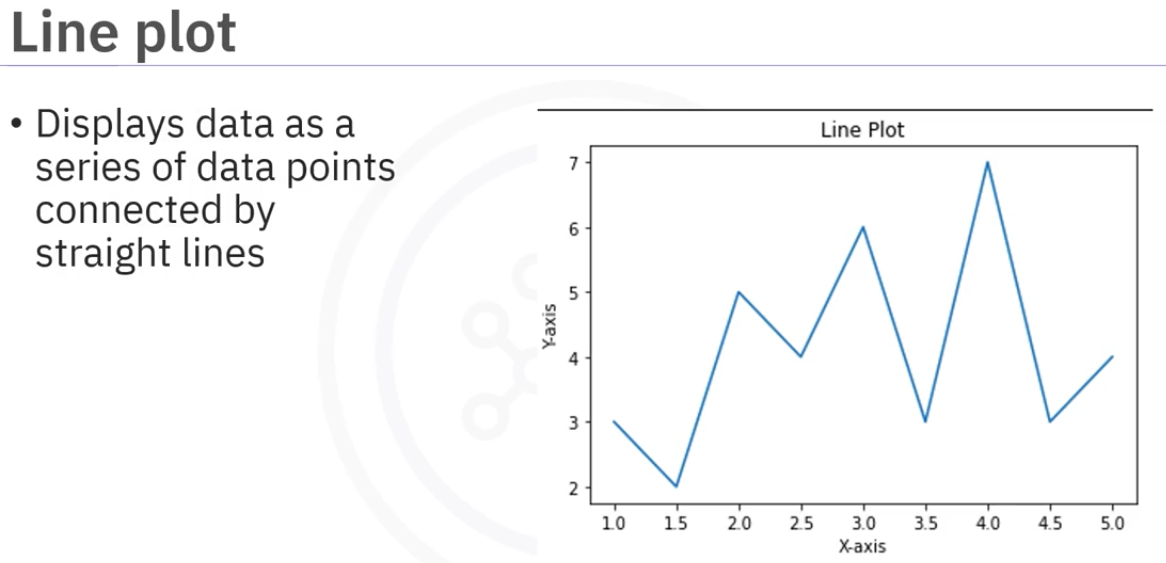 Line plot
• Displays data as a
series of data points
connected by
straight lines
Line Plot
7
6
5
4
3
2
Y-axis
1.0 1.5 2.0 2.5 3.0 3.5 4.0 4.5 5.0
X-axis